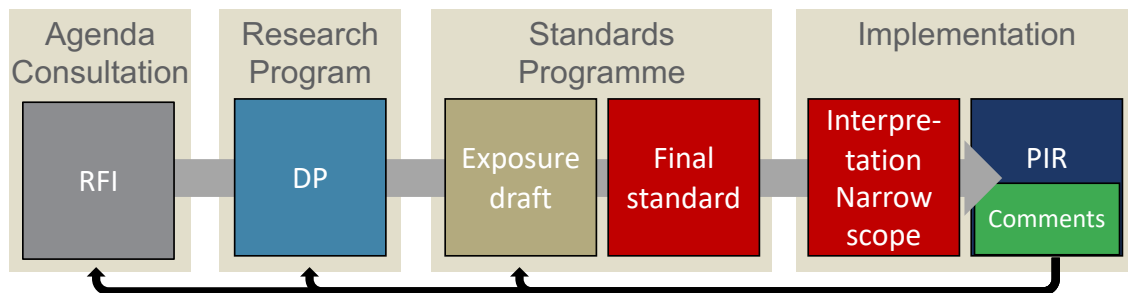 Agenda
Consultation
RFI
Research
Program
DP
Standards
Programme
Exposure
draft
Final
standard
Implementation
Interpre-
tation
Narrow
scope
PIR
Comments